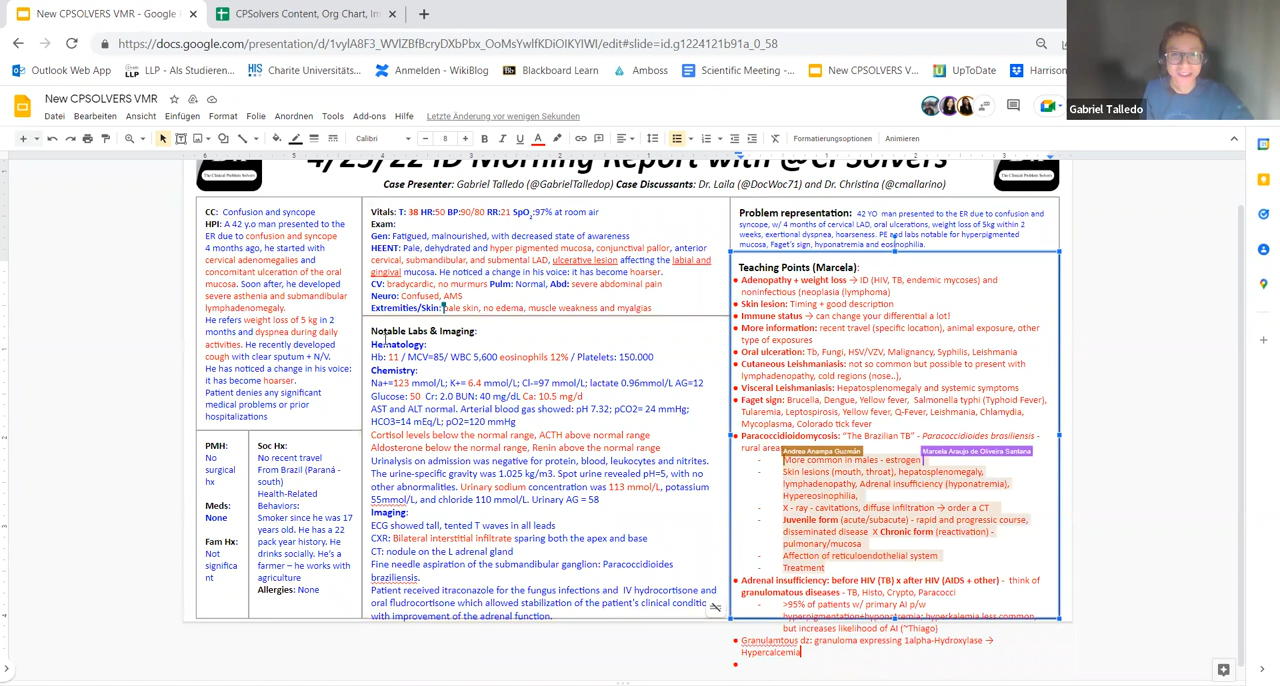 New CPSOLVERS VMR - Google
CPSolvers Content, Org Chart, Im
https://docs.google.com/presentation/d/1vylA8F3_WVlZBfBcryDXbPbx_OoMsYwlfKDiOIKYIWI/edit#slide=id.g1224121b91a_0_58
Outlook Web App
LLP - Als Studieren...
HIS Charite Universitäts...
Anmelden - WikiBlog
Bb Blackboard Learn
Amboss
Scientific Meeting -...
New CPSOLVERS V...
UpToDate
Harrison
New CPSOLVERS VMR
Datei Bearbeiten Ansicht Einfügen Format Folie Anordnen Tools Add-ons Hilfe Letzte Änderung vor wenigen Sekunden
Gabriel Talledo
Calibri
8
Formatierungsoptionen
Animieren
The Clinical Problem Solvers
4/29/22 ID Morning Report with @CPSolvers
The Clinical Problem Solvers
Case Presenter: Gabriel Talledo (@GabrielTalledop) Case Discussants: Dr. Laila (@DocWoc71) and Dr. Christina (@cmallarino)
CC: Confusion and syncope
HPI: A 42 y.o man presented to the
ER due to confusion and syncope
4 months ago, he started with
cervical adenomegalies and
concomitant ulceration of the oral
mucosa. Soon after, he developed
severe asthenia and submandibular
lymphadenomegaly.
He refers weight loss of 5 kg in 2
months and dyspnea during daily
activities. He recently developed
cough with clear sputum + N/V.
He has noticed a change in his voice:
it has become hoarser.
Patient denies any significant
medical problems or prior
hospitalizations
PMH:
No
surgical
hx
Meds:
None
Fam Hx:
Not
significa
nt
Soc Hx:
No recent travel
From Brazil (Paraná -
south)
Health-Related
Behaviors:
Smoker since he was 17
years old. He has a 22
pack year history. He
drinks socially. He's a
farmer – he works with
agriculture
Allergies: None
Vitals: T: 38 HR:50 BP:90/80 RR:21 SpO2:97% at room air
Exam:
Gen: Fatigued, malnourished, with decreased state of awareness
HEENT: Pale, dehydrated and hyper pigmented mucosa, conjunctival pallor, anterior
cervical, submandibular, and submental LAD, ulcerative lesion affecting the labial and
gingival mucosa. He noticed a change in his voice: it has become hoarser.
CV: bradycardic, no murmurs Pulm: Normal, Abd: severe abdominal pain
Neuro: Confused, AMS
Extremities/Skin: pale skin, no edema, muscle weakness and myalgias
Notable Labs & Imaging:
Hematology:
Hb: 11 / MCV=85/ WBC 5,600 eosinophils 12% / Platelets: 150.000
Chemistry:
Na+=123 mmol/L; K+= 6.4 mmol/L; Cl-=97 mmol/L; lactate 0.96mmol/L AG=12
Glucose: 50 Cr: 2.0 BUN: 40 mg/dL Ca: 10.5 mg/d
AST and ALT normal. Arterial blood gas showed: pH 7.32; pCO2= 24 mmHg;
HCO3=14 mEq/L; pO2=120 mmHg
Cortisol levels below the normal range, ACTH above normal range
Aldosterone below the normal range, Renin above the normal range
Urinalysis on admission was negative for protein, blood, leukocytes and nitrites.
The urine-specific gravity was 1.025 kg/m3. Spot urine revealed pH=5, with no
other abnormalities. Urinary sodium concentration was 113 mmol/L, potassium
55mmol/L, and chloride 110 mmol/L. Urinary AG = 58
Imaging:
ECG showed tall, tented T waves in all leads
CXR: Bilateral interstitial infiltrate sparing both the apex and base
CT: nodule on the L adrenal gland
Fine needle aspiration of the submandibular ganglion: Paracoccidioides
braziliensis.
Patient received itraconazole for the fungus infections and IV hydrocortisone and
oral fludrocortisone which allowed stabilization of the patient's clinical conditio
with improvement of the adrenal function.
Problem representation: 42 YO man presented to the ER due to confusion and
syncope, w/ 4 months of cervical LAD, oral ulcerations, weight loss of 5kg within 2
weeks, exertional dyspnea, hoarseness. PE and labs notable for hyperpigmented
mucosa, Faget's sign, hyponatremia and eosinophilia.
Teaching Points (Marcela):
Adenopathy + weight loss → ID (HIV, TB, endemic mycoses) and
noninfectious (neoplasia (lymphoma)
Skin lesion: Timing + good description
Immune status → can change your differential a lot!
More information: recent travel (specific location), animal exposure, other
type of exposures
Oral ulceration: Tb, Fungi, HSV/VZV, Malignancy, Syphilis, Leishmania
Cutaneous Leishmaniasis: not so common but possible to present with
lymphadenopathy, cold regions (nose..),
Visceral Leishmaniasis: Hepatosplenomegaly and systemic symptoms
Faget sign: Brucella, Dengue, Yellow fever, Salmonella typhi (Typhoid Fever),
Tularemia, Leptospirosis, Yellow fever, Q-Fever, Leishmania, Chlamydia,
Mycoplasma, Colorado tick fever
Paracoccidioidomycosis: "The Brazilian TB" - Paracoccidioides brasiliensis -
rural areas
Andrea Anampa Guzmán
Marcela Araujo de Oliveira Santana
- More common in males - estrogen
- Skin lesions (mouth, throat), hepatosplenomegaly,
lymphadenopathy, Adrenal insufficiency (hyponatremia),
Hypereosinophilia,
- X - ray - cavitations, diffuse infiltration → order a CT
- Juvenile form (acute/subacute) - rapid and progressic course,
disseminated disease X Chronic form (reactivation) -
pulmonary/mucosa
- Affection of reticuloendothelial system
- Treatment
Adrenal insufficiency: before HIV (TB) x after HIV (AIDS + other) - think of
granulomatous diseases - TB, Histo, Crypto, Paracocci
- >95% of patients w/ primary AI p/w
hyperpigmentation+hyponatremia; hyperkalemia less common,
but increases likelihood of AI (~Thiago)
Granulamtous dz: granuloma expressing 1alpha-Hydroxylase →
Hypercalcemia